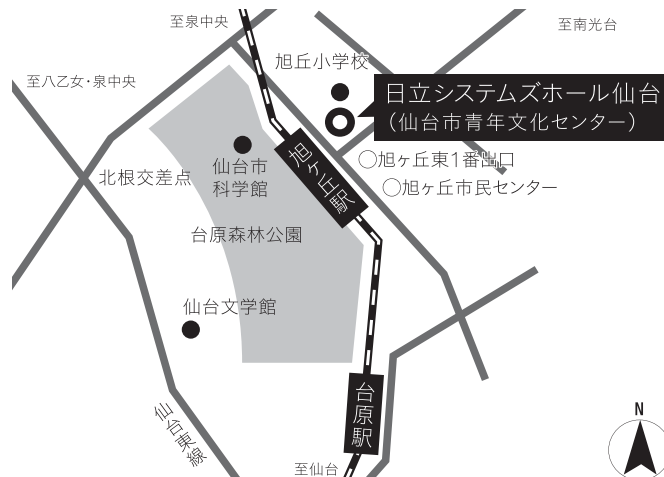 至泉中央
至南光台
旭丘小学校
至八乙女・泉中央
日立システムズホール仙台
（仙台市青年文化センター）
旭ヶ丘駅
○旭ヶ丘東1番出口
仙台市
科学館
北根交差点
○旭ヶ丘市民センター
台原森林公園
仙台文学館
台原駅
仙台東線
N
至仙台